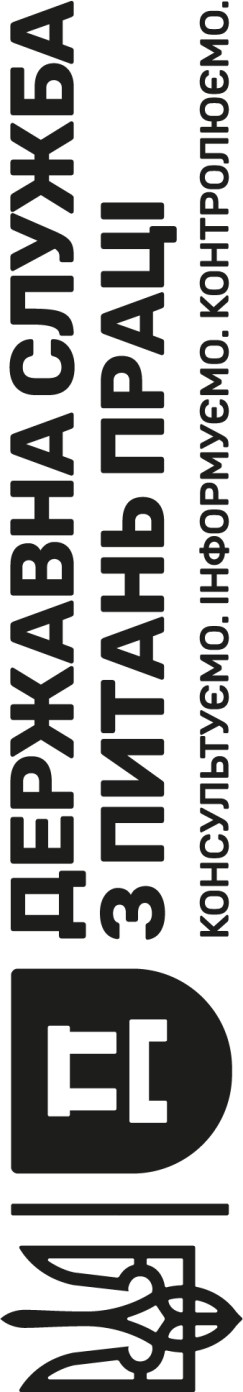 ДЕРЖАВНА СЛУЖБА
З ПИТАНЬ ПРАЦІ
КОНСУЛЬТУЄМО. ІНФОРМУЄМО. КОНТРОЛЮЄМО.